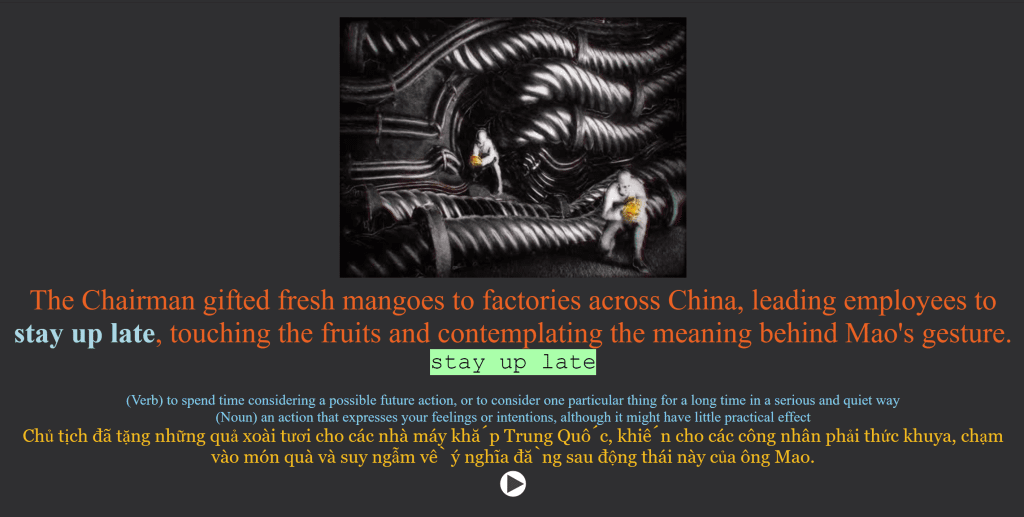 The Chairman gifted fresh mangoes to factories across China, leading employees to
stay up late, touching the fruits and contemplating the meaning behind Mao's gesture.
stay up late
(Verb) to spend time considering a possible future action, or to consider one particular thing for a long time in a serious and quiet way
(Noun) an action that expresses your feelings or intentions, although it might have little practical effect
Chủ tịch đã tặng những quả xoài tươi cho các nhà máy khắp Trung Quốc, khiến cho các công nhân phải thức khuya, chạm
vào món quà và suy ngẫm về ý nghĩa đằng sau động thái này của ông Mao.